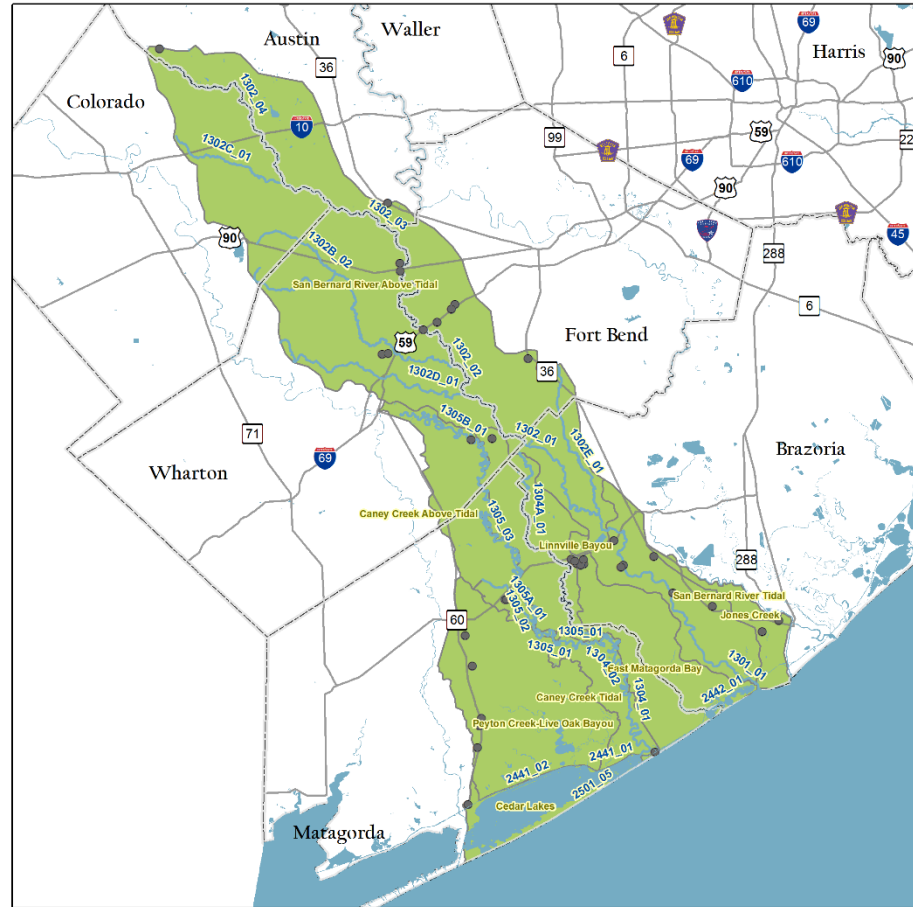 Waller
Austin
Harris
Colorado
Fort Bend
Wharton
Brazoria
Matagorda
69
90
36
6
610
10
99
59
22
69
610
90
90
288
45
6
59
36
71
69
288
60
1302_04
1302C_01
1302_03
1302B_02
San Bernard River Above Tidal
1302_02
1302D_01
1305B_01
1302_01
1302E_01
Caney Creek Above Tidal
1305_03
1304A_01
Linnville Bayou
1305A_01
1305_02
San Bernard River Tidal
Jones Creek
1305_01
1305_01
1304_02
East Matagorda Bay
1301_01
2442_01
Caney Creek Tidal
1304_01
Peyton Creek-Live Oak Bayou
2441_01
2441_02
2501_05
Cedar Lakes